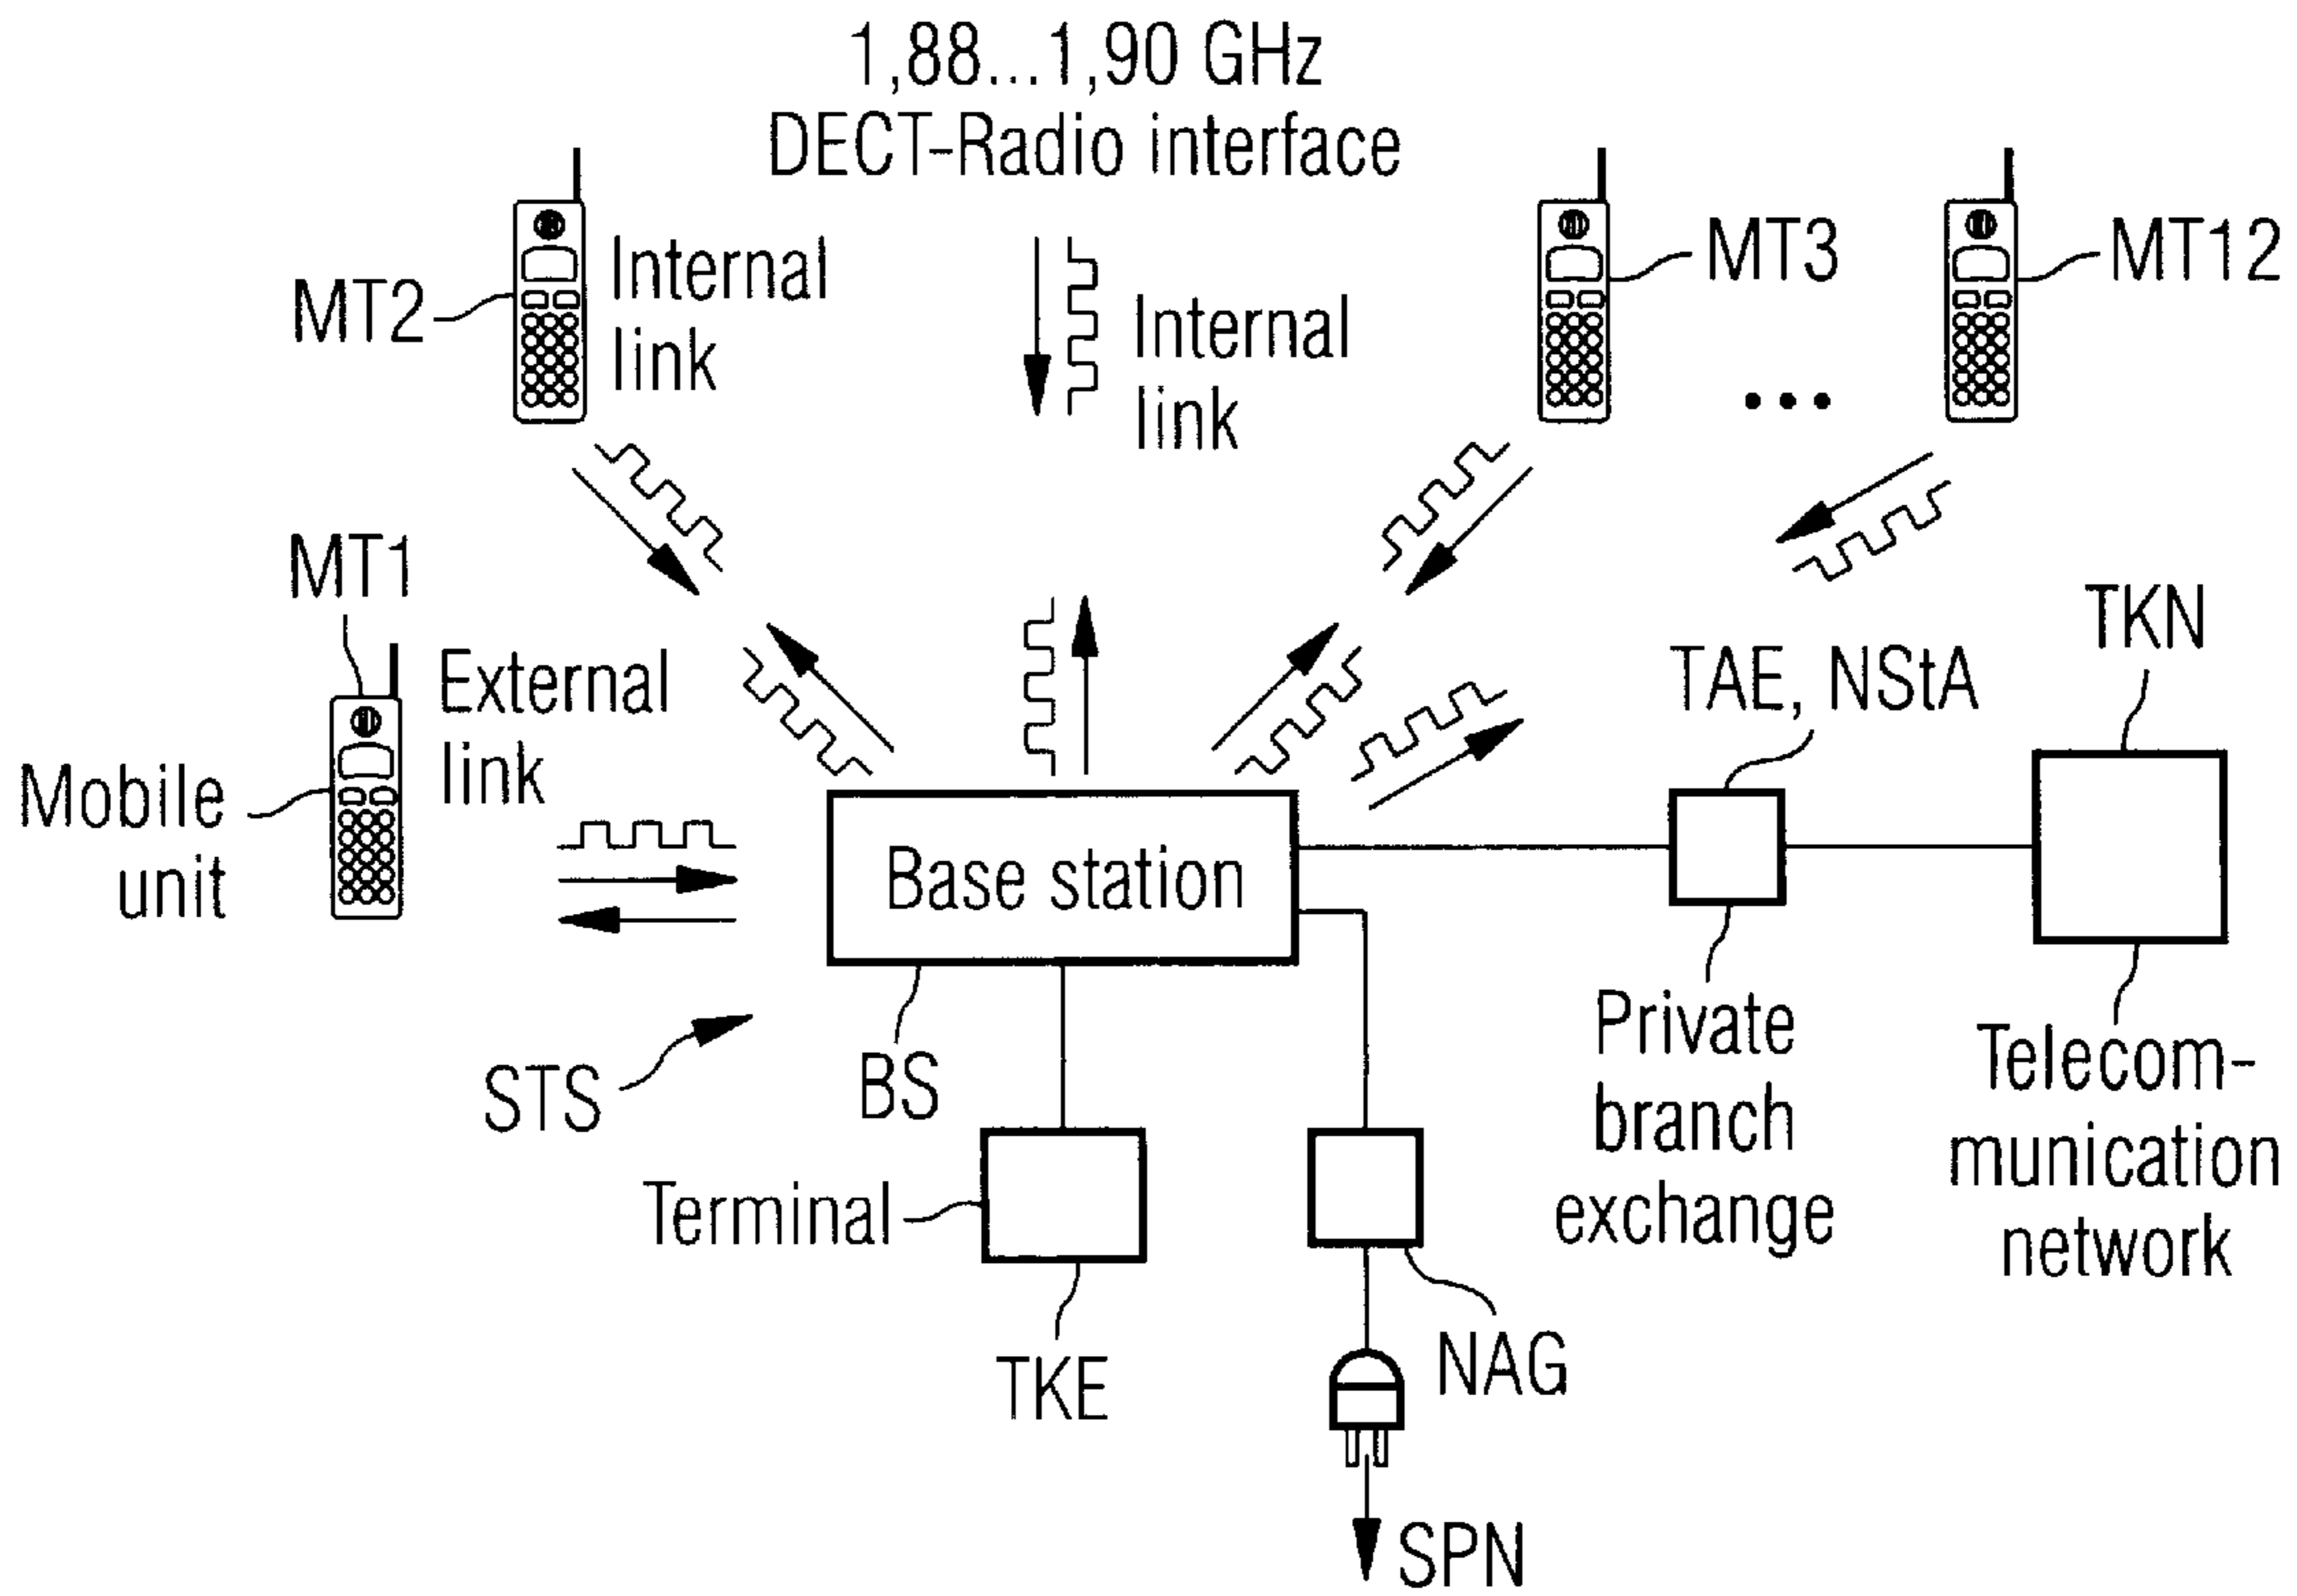 1,88...1,90 GHz
DECT-Radio interface
MT2
Internal
link
Internal
link
MT3
MT12
MT1
External
link
Mobile
unit
TKN
TAE, NStA
Base station
STS
BS
Private
branch
exchange
Telecom-
munication
network
Terminal
TKE
NAG
SPN